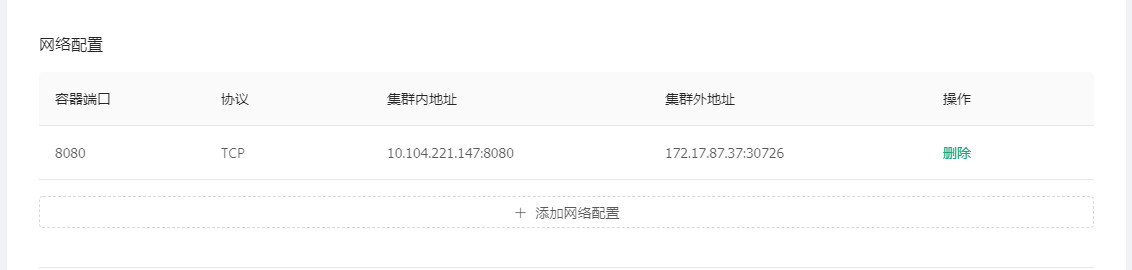 网络配置
容器端口 协议 集群内地址 集群外地址 操作
8080 TCP 10.104.221.147:8080 172.17.87.37:30726 删除
+ 添加网络配置